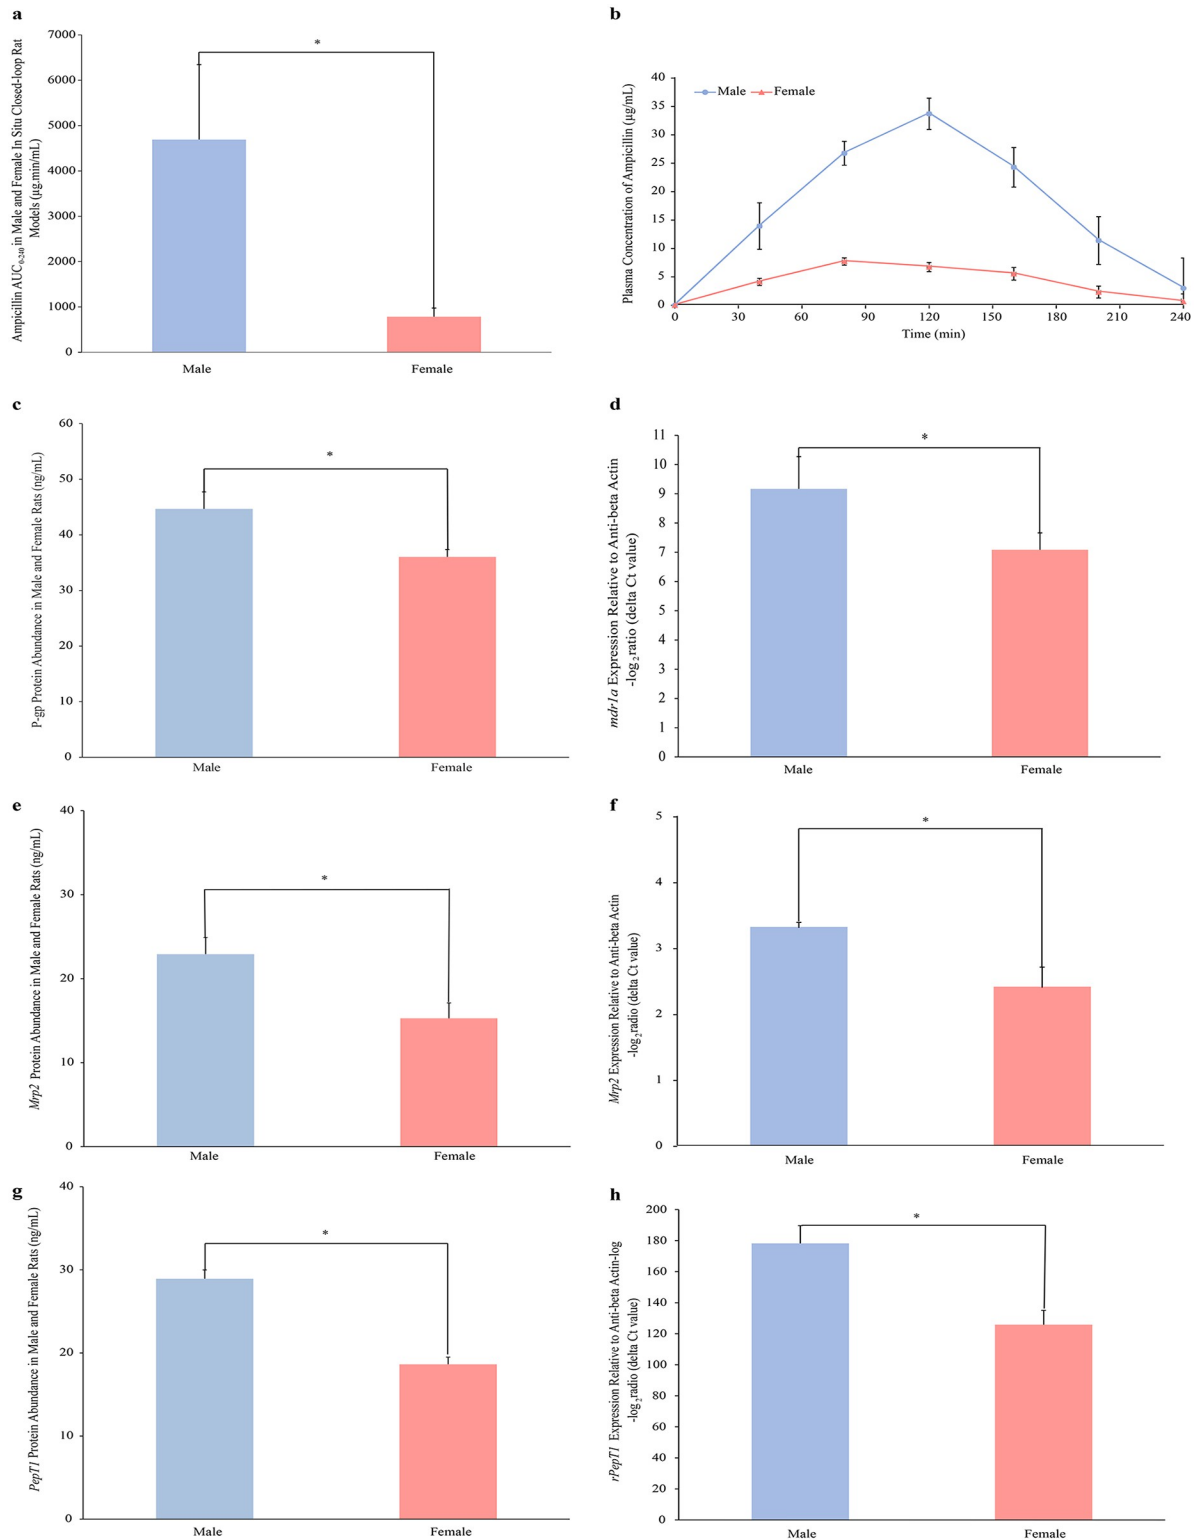 a
Ampicillin AUC0-240 in Male and Female In Situ Closed-loop Rat
Models (µg.min/mL)
7000
6000
5000
4000
3000
2000
1000
0
*
Male
Female
b
Plasma Concentration of Ampicillin (µg/mL)
40
35
30
25
20
15
10
5
0
Male
Female
0
30
60
90
120
150
180
210
240
Time (min)
c
P-gp Protein Abundance in Male and Female Rats (ng/mL)
60
50
40
30
20
10
0
*
Male
Female
d
mdr1a Expression Relative to Anti-beta Actin
-log2ratio (delta Ct value)
11
10
9
8
7
6
5
4
3
2
1
0
*
Male
Female
e
Mrp2 Protein Abundance in Male and Female Rats (ng/mL)
40
30
20
10
0
*
Male
Female
f
Mrp2 Expression Relative to Anti-beta Actin
-log2radio (delta Ct value)
5
4
3
2
1
0
*
Male
Female
g
PepT1 Protein Abundance in Male and Female Rats (ng/mL)
40
30
20
10
0
*
Male
Female
h
rPepT1 Expression Relative to Anti-beta Actin-log
-log2radio (delta Ct value)
200
180
160
140
120
100
80
60
40
20
0
*
Male
Female